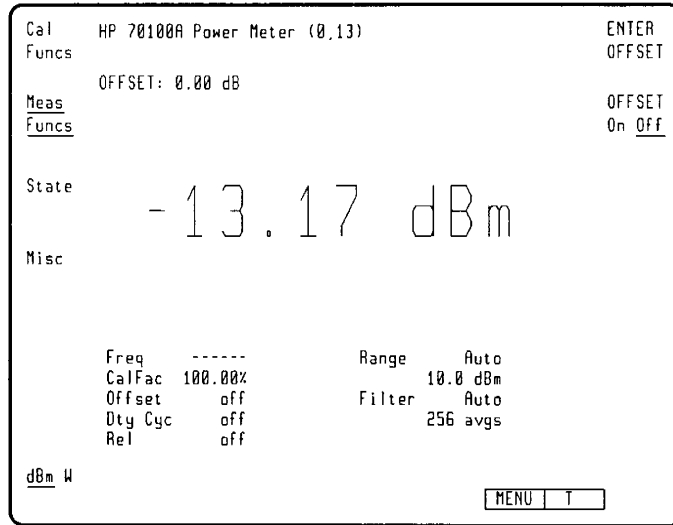 Cal Funcs
HP 70100A Power Meter (0,13)
ENTER OFFSET
OFFSET: 0.00 dB
Meas Funcs
OFFSET On Off
State
-13.17 dBm
Misc
Freq ------
CalFac 100.00%
Offset off
Dty Cyc off
Rel off
Range Auto
10.0 dBm
Filter Auto
256 avgs
dBm W
MENU T